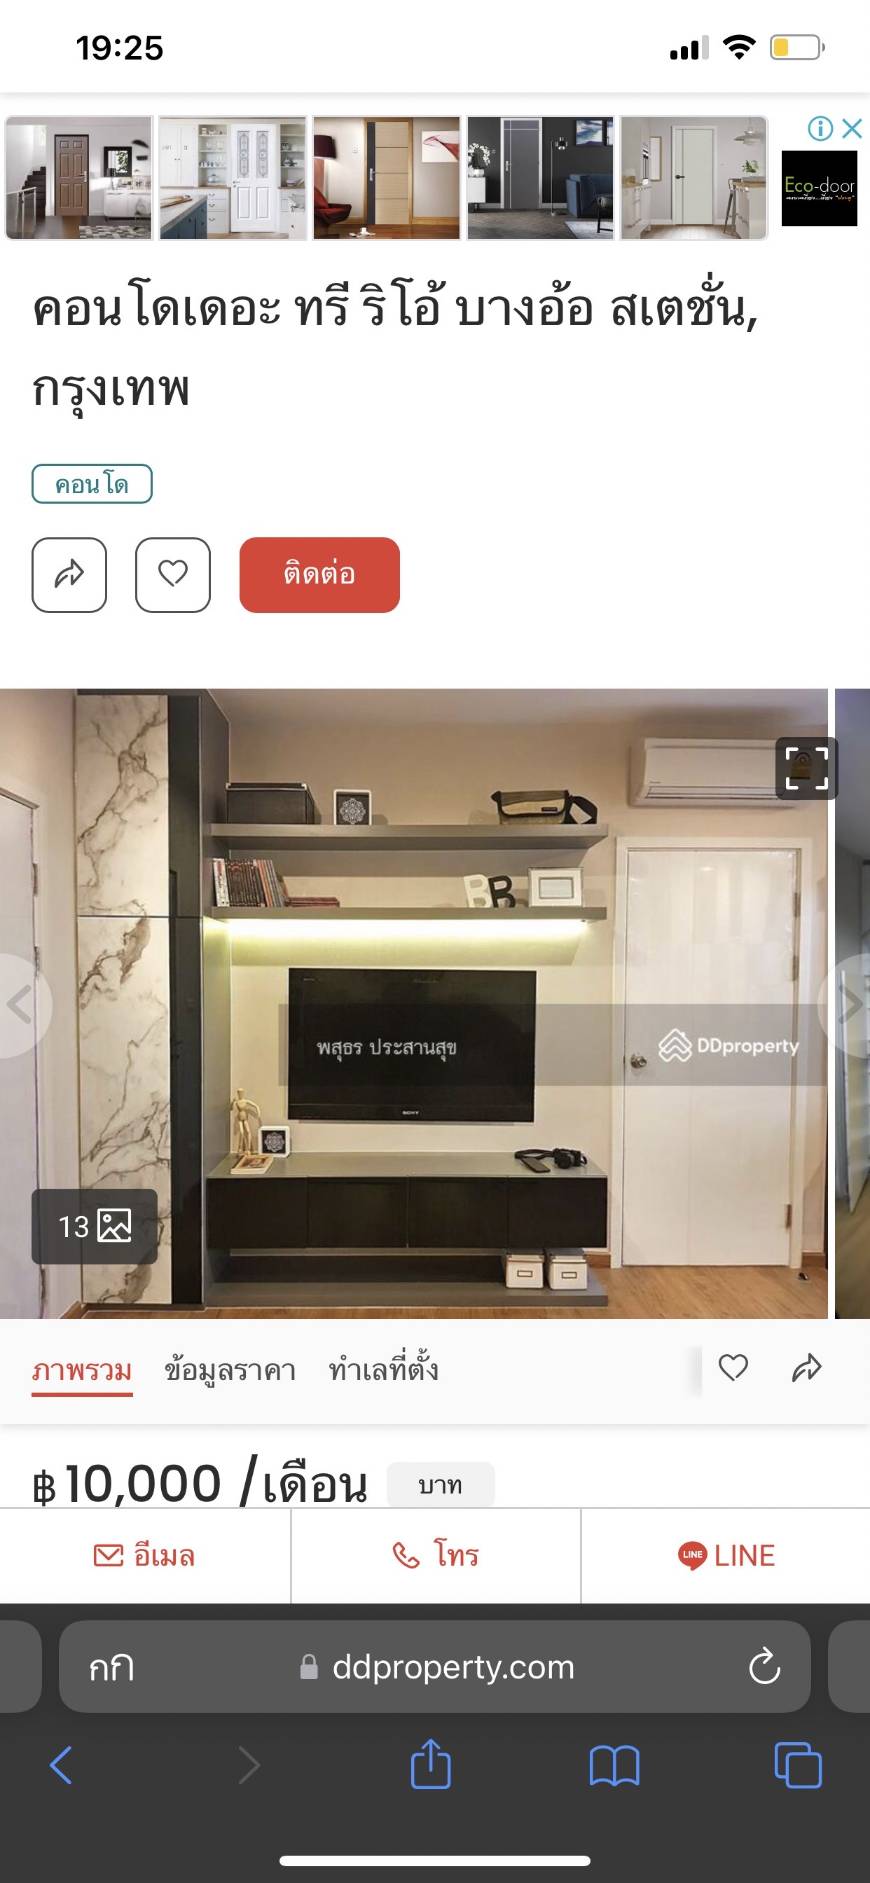 19:25
Eco-door
คอนโดเดอะ ทรี ริโอ้ บางอ้อ สเตชั่น,
กรุงเทพ
คอนโด
ติดต่อ
BB
พสุธร ประสานสุข
DDproperty
SONY
13
ภาพรวม ข้อมูลราคา ทำเลที่ตั้ง
฿10,000 /เดือน บาท
อีเมล โทร LINE LINE
กก ddproperty.com